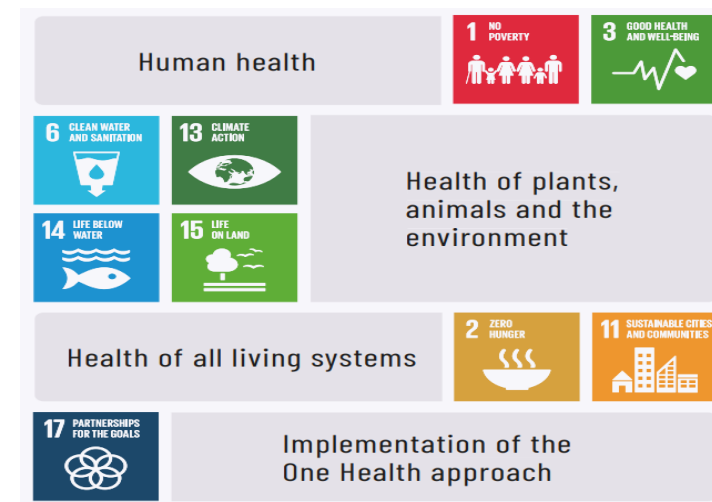 Human health
1 NO
POVERTY
3 GOOD HEALTH
AND WELL-BEING
6 CLEAN WATER
AND SANITATION
13 CLIMATE
ACTION
Health of plants,
animals and the
environment
14 LIFE BELOW
WATER
15 LIFE
ON LAND
Health of all living systems
2 ZERO
HUNGER
11 SUSTAINABLE CITIES
AND COMMUNITIES
17 PARTNERSHIPS
FOR THE GOALS
Implementation of the
One Health approach